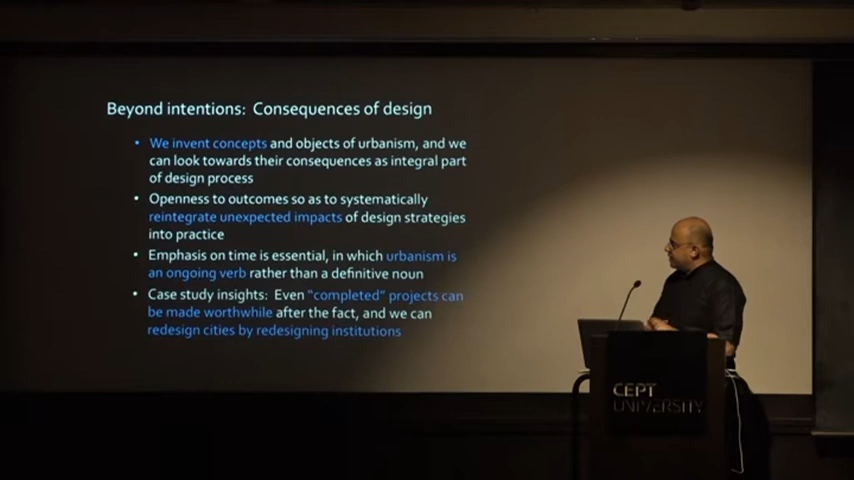 Beyond intentions: Consequences of design
• We invent concepts and objects of urbanism, and we
can look towards their consequences as integral part
of design process
• Openness to outcomes so as to systematically
reintegrate unexpected impacts of design strategies
into practice
• Emphasis on time is essential, in which urbanism is
an ongoing verb rather than a definitive noun
• Case study insights: Even "completed" projects can
be made worthwhile after the fact, and we can
redesign cities by redesigning institutions
CEPT
UNIVERSITY